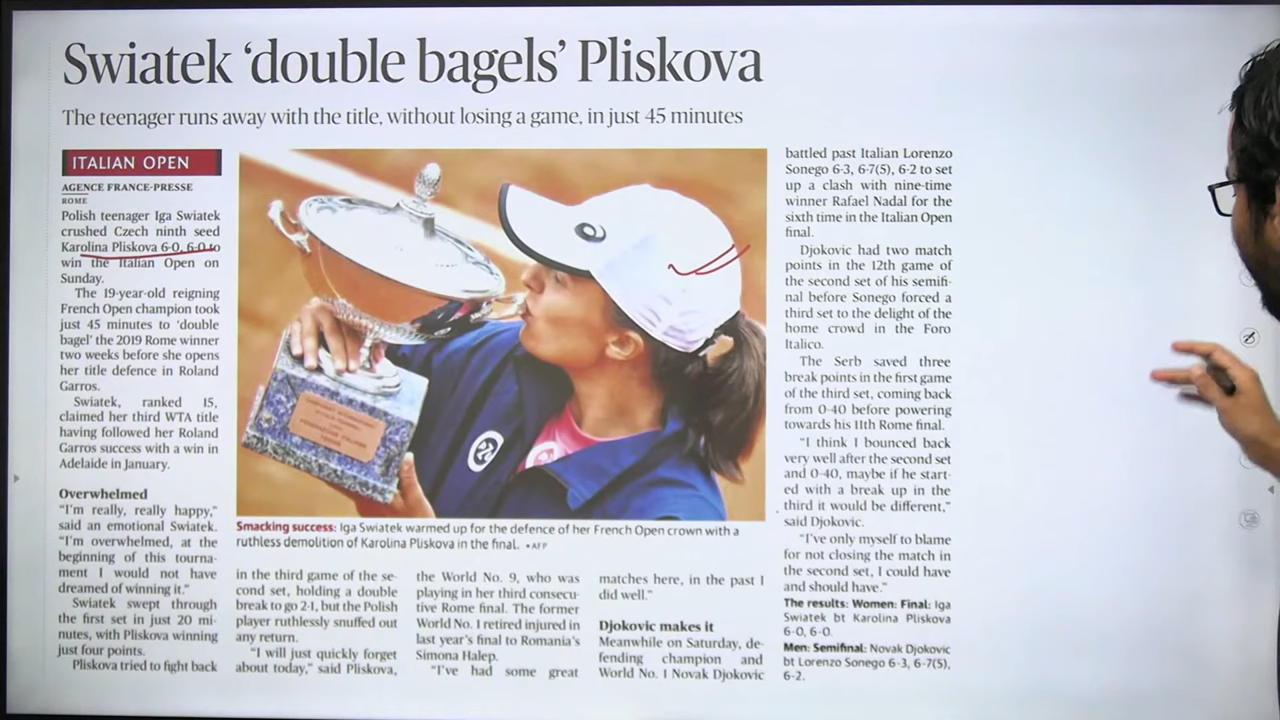 Swiatek ‘double bagels’ Pliskova
The teenager runs away with the title, without losing a game, in just 45 minutes
ITALIAN OPEN
AGENCE FRANCE-PRESSE
ROME
Polish teenager Iga Swiatek
crushed Czech ninth seed
Karolina Pliskova 6-0, 6-0 to
win the Italian Open on
Sunday.
The 19-year-old reigning
French Open champion took
just 45 minutes to ‘double
bagel’ the 2019 Rome winner
two weeks before she opens
her title defence in Roland
Garros.
Swiatek, ranked 15,
claimed her third WTA title
having followed her Roland
Garros success with a win in
Adelaide in January.
Overwhelmed
“I’m really, really happy,”
said an emotional Swiatek.
“I’m overwhelmed, at the
beginning of this tourna-
ment I would not have
dreamed of winning it.”
Swiatek swept through
the first set in just 20 mi-
nutes, with Pliskova winning
just four points.
Pliskova tried to fight back
Smacking success: Iga Swiatek warmed up for the defence of her French Open crown with a
ruthless demolition of Karolina Pliskova in the final. • AFP
in the third game of the se-
cond set, holding a double
break to go 2-1, but the Polish
player ruthlessly snuffed out
any return.
“I will just quickly forget
about today,” said Pliskova,
the World No. 9, who was
playing in her third consecu-
tive Rome final. The former
World No. 1 retired injured in
last year’s final to Romania’s
Simona Halep.
“I’ve had some great
matches here, in the past I
did well.”
Djokovic makes it
Meanwhile on Saturday, de-
fending champion and
World No. 1 Novak Djokovic
battled past Italian Lorenzo
Sonego 6-3, 6-7(5), 6-2 to set
up a clash with nine-time
winner Rafael Nadal for the
sixth time in the Italian Open
final.
Djokovic had two match
points in the 12th game of
the second set of his semifi-
nal before Sonego forced a
third set to the delight of the
home crowd in the Foro
Italico.
The Serb saved three
break points in the first game
of the third set, coming back
from 0-40 before powering
towards his 11th Rome final.
“I think I bounced back
very well after the second set
and 0-40, maybe if he start-
ed with a break up in the
third it would be different,”
said Djokovic.
“I’ve only myself to blame
for not closing the match in
the second set, I could have
and should have.”
The results: Women: Final: Iga
Swiatek bt Karolina Pliskova
6-0, 6-0.
Men: Semifinal: Novak Djokovic
bt Lorenzo Sonego 6-3, 6-7(5),
6-2.